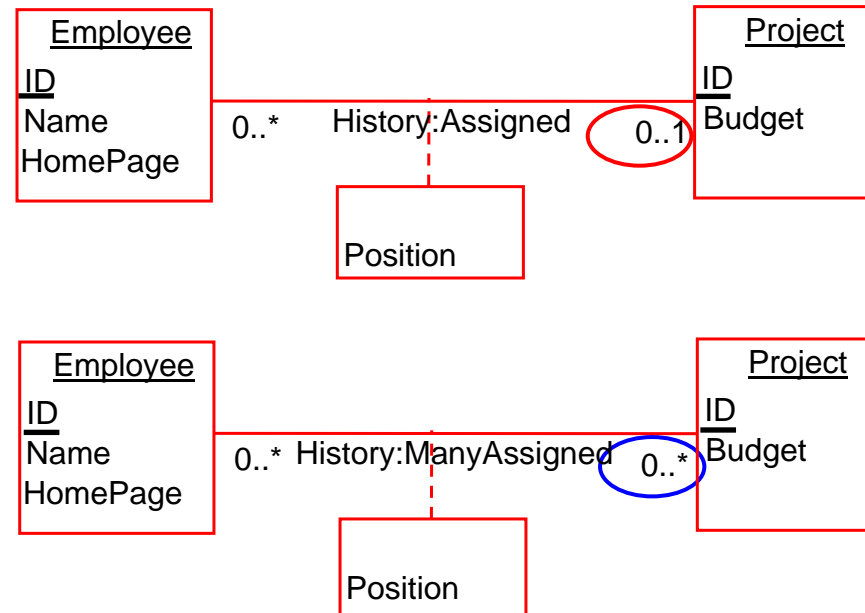 Employee
ID
Name
HomePage
0..*
History:Assigned
0..1
Project
ID
Budget
Position
Employee
ID
Name
HomePage
0..*
History:ManyAssigned
0..*
Project
ID
Budget
Position